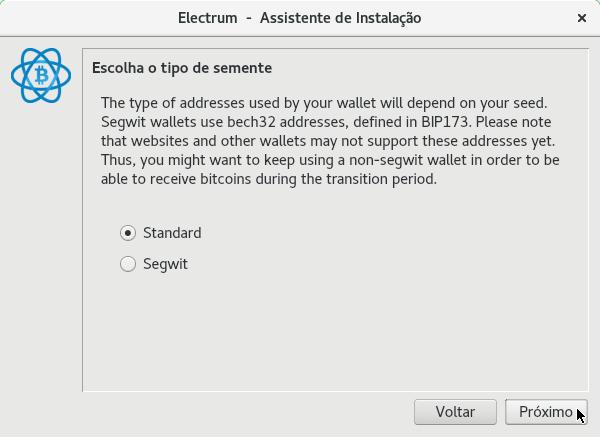 Electrum - Assistente de Instalação
Escolha o tipo de semente
The type of addresses used by your wallet will depend on your seed.
Segwit wallets use bech32 addresses, defined in BIP173. Please note
that websites and other wallets may not support these addresses yet.
Thus, you might want to keep using a non-segwit wallet in order to be
able to receive bitcoins during the transition period.
Standard
Segwit
Voltar
Próximo